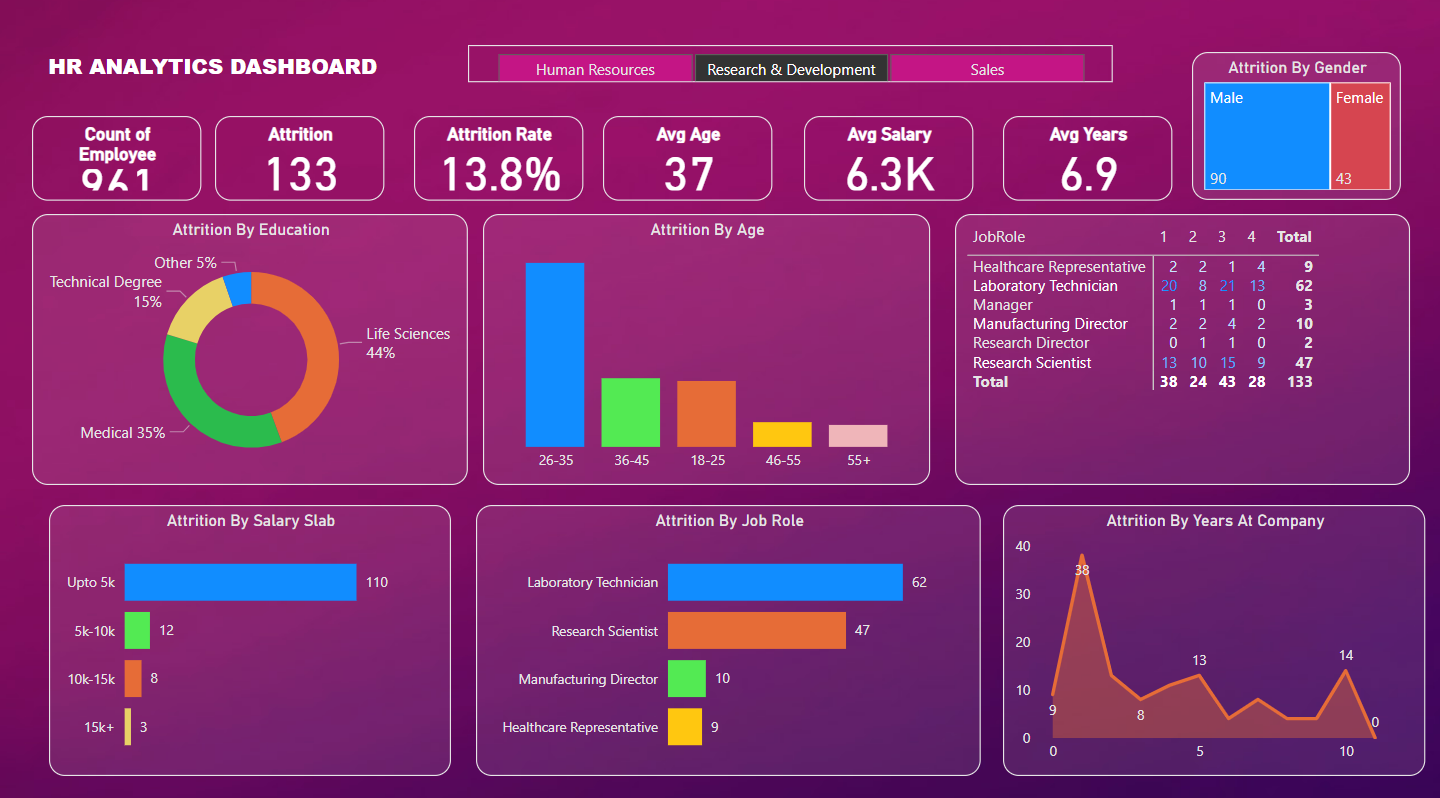 HR ANALYTICS DASHBOARD
Human Resources
Research & Development
Sales
Count of
Employee
961
Attrition
133
Attrition Rate
13.8%
Avg Age
37
Avg Salary
6.3K
Avg Years
6.9
Attrition By Gender
Male
Female
90
43
Attrition By Education
Other 5%
Technical Degree
15%
Life Sciences
44%
Medical 35%
Attrition By Age
26-35
36-45
18-25
46-55
55+
JobRole 1 2 3 4 Total
Healthcare Representative 2 2 1 4 9
Laboratory Technician 20 8 21 13 62
Manager 1 1 1 0 3
Manufacturing Director 2 2 4 2 10
Research Director 0 1 1 0 2
Research Scientist 13 10 15 9 47
Total 38 24 43 28 133
Attrition By Salary Slab
Upto 5k 110
5k-10k 12
10k-15k 8
15k+ 3
Attrition By Job Role
Laboratory Technician 62
Research Scientist 47
Manufacturing Director 10
Healthcare Representative 9
Attrition By Years At Company
40
30
20
10
0
38
9
8
13
14
0
0 5 10